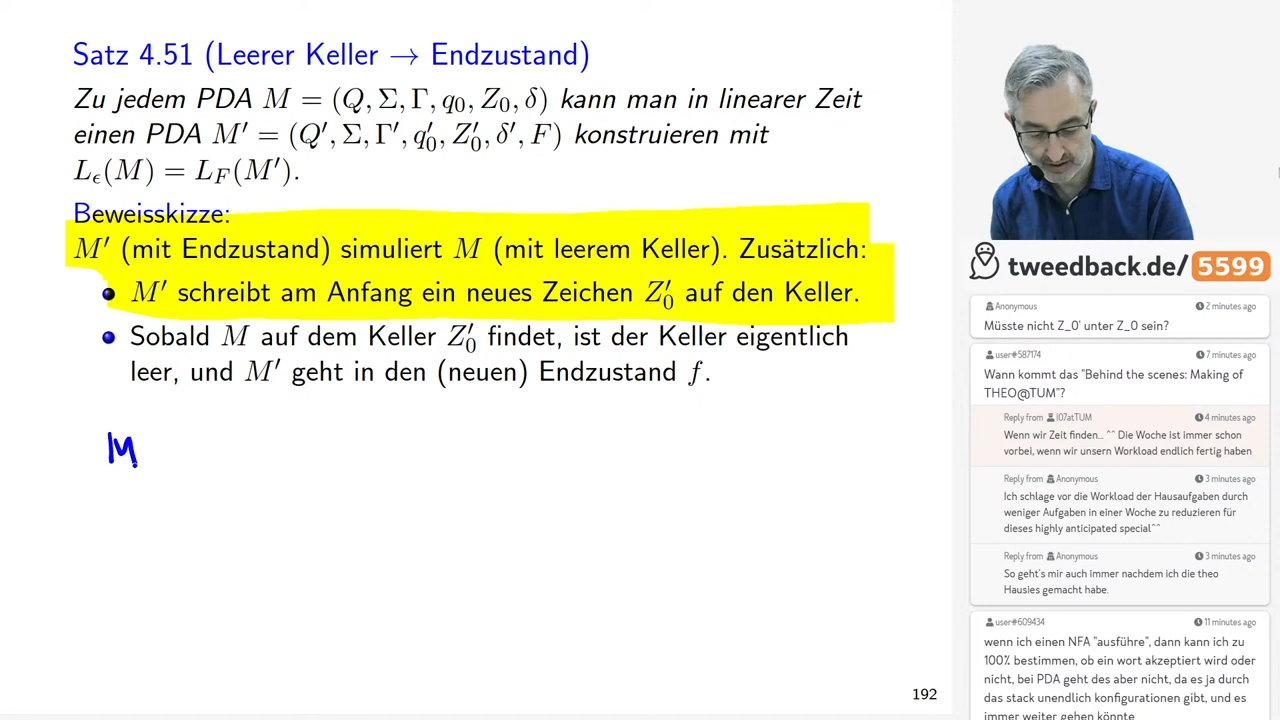 Satz 4.51 (Leerer Keller → Endzustand)
Zu jedem PDA M = (Q, Σ, Γ, q₀, Z₀, δ) kann man in linearer Zeit
einen PDA M′ = (Q′, Σ, Γ′, q′₀, Z′₀, δ′, F) konstruieren mit
Lϵ(M) = L_F(M′).
Beweisskizze:
M′ (mit Endzustand) simuliert M (mit leerem Keller). Zusätzlich:
M′ schreibt am Anfang ein neues Zeichen Z′₀ auf den Keller.
Sobald M auf dem Keller Z′₀ findet, ist der Keller eigentlich
leer, und M′ geht in den (neuen) Endzustand f.
M
192
tweedback.de/ 5599
Anonymous 2 minutes ago
Müsste nicht Z_0' unter Z_0 sein?
user#587174 7 minutes ago
Wann kommt das "Behind the scenes: Making of
THEO@TUM"?
Reply from I07atTUM 4 minutes ago
Wenn wir Zeit finden... ^^ Die Woche ist immer schon
vorbei, wenn wir unsern Workload endlich fertig haben
Reply from Anonymous 3 minutes ago
Ich schlage vor die Workload der Hausaufgaben durch
weniger Aufgaben in einer Woche zu reduzieren für
dieses highly anticipated special^^
Reply from Anonymous 3 minutes ago
So geht's mir auch immer nachdem ich die theo
Hausies gemacht habe.
user#609434 11 minutes ago
wenn ich einen NFA "ausführe", dann kann ich zu
100% bestimmen, ob ein wort akzeptiert wird oder
nicht, bei PDA geht des aber nicht, da es ja durch
das stack unendlich konfigurationen gibt, und es
immer weiter gehen könnte